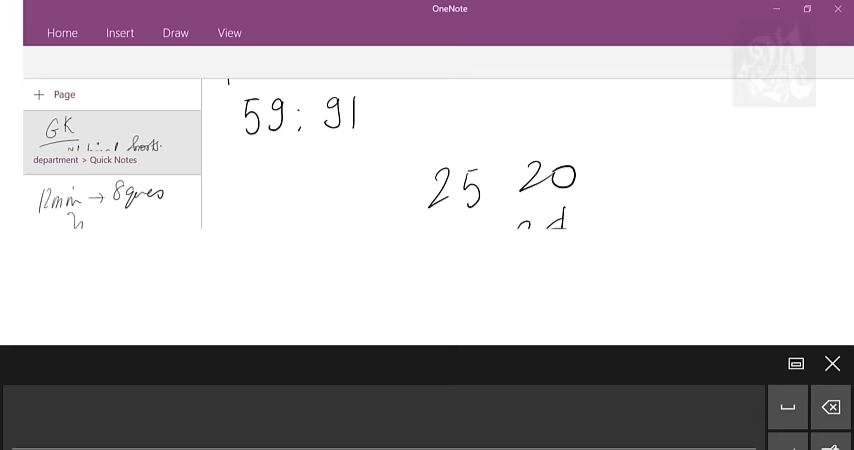 OneNote
Home Insert Draw View
+ Page
GK
department > Quick Notes
12min → 8ques
59: 91
25 20